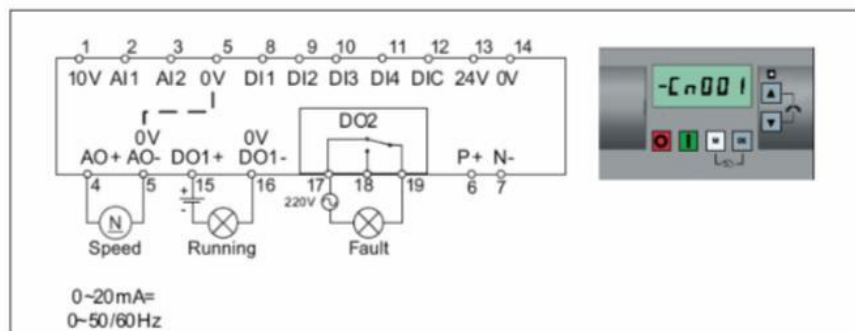 1 2 3 5 8 9 10 11 12 13 14
10V AI1 AI2 0V DI1 DI2 DI3 DI4 DIC 24V 0V
-Cn001
DO2
0V 0V
AO+ AO- DO1+ DO1- P+ N-
4 5 15 16 17 18 19 6 7
+
-
220V
N
Speed Running Fault
0~20mA=
0~50/60Hz